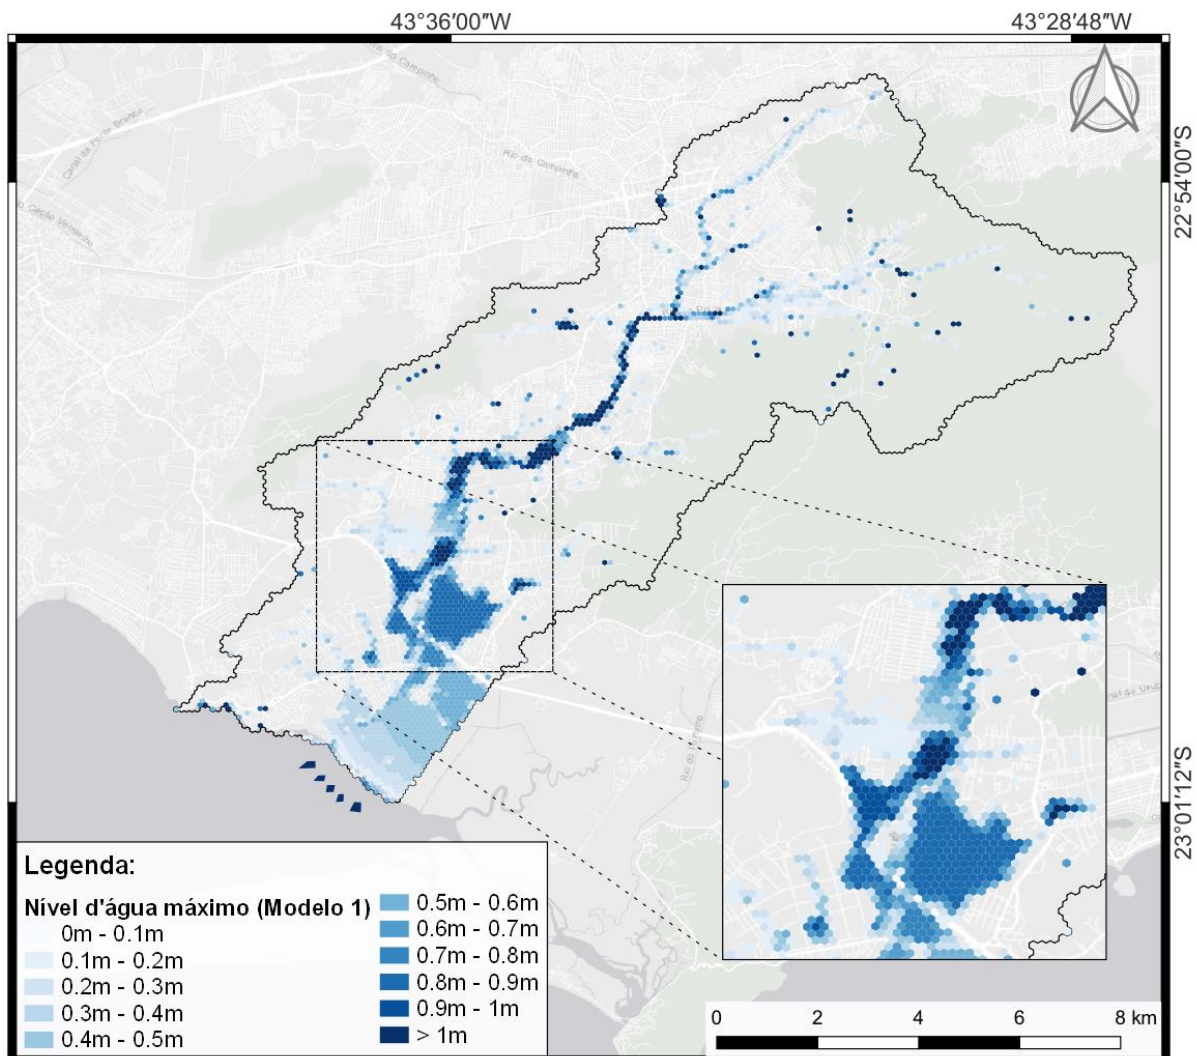 43°36'00"W
43°28'48"W
22°54'00"S
23°01'12"S
Rio do Campinho
Legenda:
Nível d'água máximo (Modelo 1)
0m - 0.1m
0.1m - 0.2m
0.2m - 0.3m
0.3m - 0.4m
0.4m - 0.5m
0.5m - 0.6m
0.6m - 0.7m
0.7m - 0.8m
0.8m - 0.9m
0.9m - 1m
> 1m
0 2 4 6 8 km